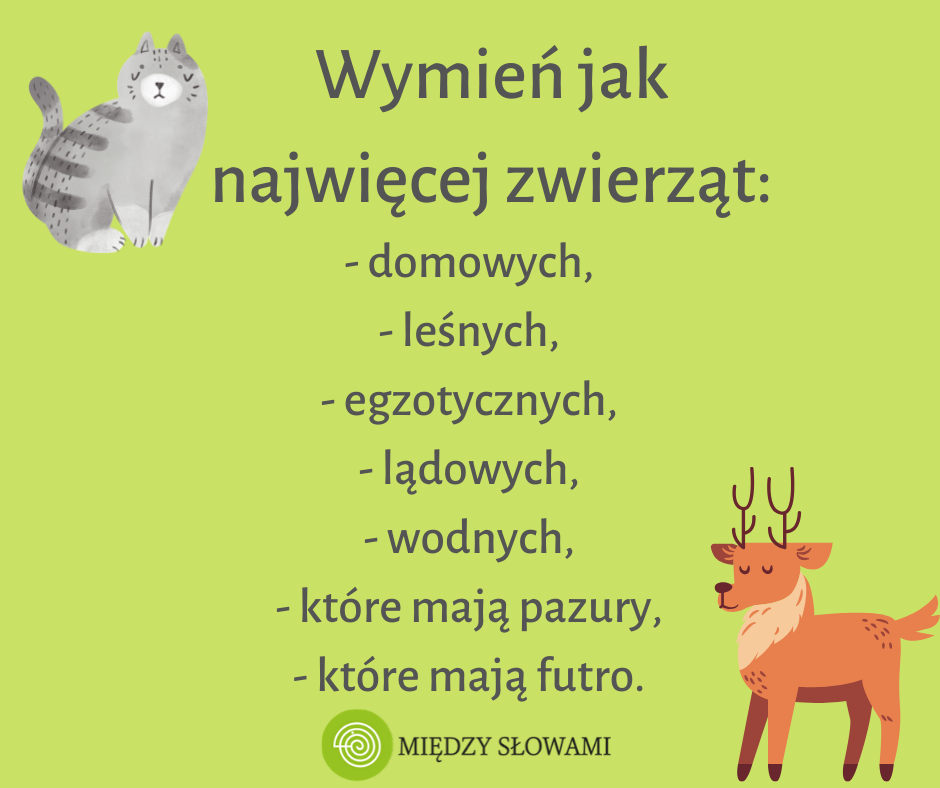 Wymień jak
najwięcej zwierząt:
- domowych,
- leśnych,
- egzotycznych,
- lądowych,
- wodnych,
- które mają pazury,
- które mają futro.
MIĘDZY SŁOWAMI